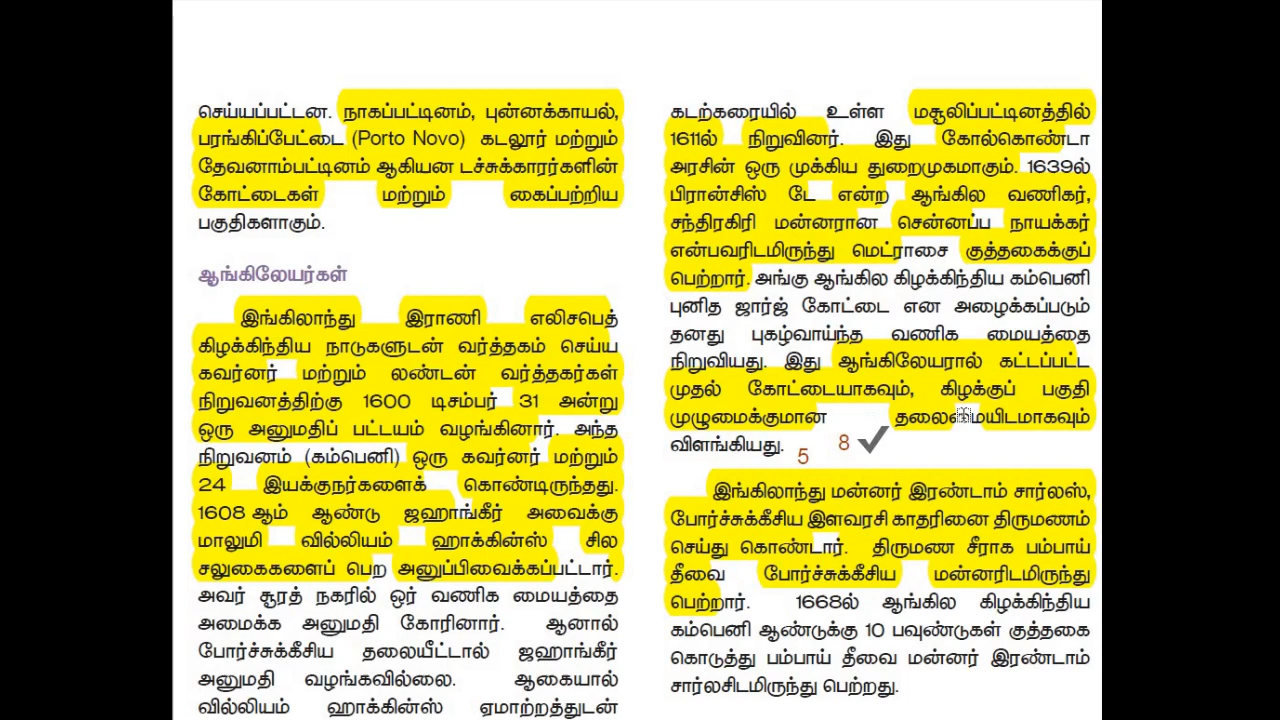 செய்யப்பட்டன. நாகப்பட்டினம், புன்னக்காயல்,
பரங்கிப்பேட்டை (Porto Novo) கடலூர் மற்றும்
தேவனாம்பட்டினம் ஆகியன டச்சுக்காரர்களின்
கோட்டைகள் மற்றும் கைப்பற்றிய
பகுதிகளாகும்.
ஆங்கிலேயர்கள்
இங்கிலாந்து இராணி எலிசபெத்
கிழக்கிந்திய நாடுகளுடன் வர்த்தகம் செய்ய
கவர்னர் மற்றும் லண்டன் வர்த்தகர்கள்
நிறுவனத்திற்கு 1600 டிசம்பர் 31 அன்று
ஒரு அனுமதிப் பட்டயம் வழங்கினார். அந்த
நிறுவனம் (கம்பெனி) ஒரு கவர்னர் மற்றும்
24 இயக்குநர்களைக் கொண்டிருந்தது.
1608 ஆம் ஆண்டு ஜஹாங்கீர் அவைக்கு
மாலுமி வில்லியம் ஹாக்கின்ஸ் சில
சலுகைகளைப் பெற அனுப்பிவைக்கப்பட்டார்.
அவர் சூரத் நகரில் ஒர் வணிக மையத்தை
அமைக்க அனுமதி கோரினார். ஆனால்
போர்ச்சுக்கீசிய தலையீட்டால் ஜஹாங்கீர்
அனுமதி வழங்கவில்லை. ஆகையால்
வில்லியம் ஹாக்கின்ஸ் ஏமாற்றத்துடன்
கடற்கரையில் உள்ள மசூலிப்பட்டினத்தில்
1611ல் நிறுவினர். இது கோல்கொண்டா
அரசின் ஒரு முக்கிய துறைமுகமாகும். 1639ல்
பிரான்சிஸ் டே என்ற ஆங்கில வணிகர்,
சந்திரகிரி மன்னரான சென்னப்ப நாயக்கர்
என்பவரிடமிருந்து மெட்ராசை குத்தகைக்குப்
பெற்றார். அங்கு ஆங்கில கிழக்கிந்திய கம்பெனி
புனித ஜார்ஜ் கோட்டை என அழைக்கப்படும்
தனது புகழ்வாய்ந்த வணிக மையத்தை
நிறுவியது. இது ஆங்கிலேயரால் கட்டப்பட்ட
முதல் கோட்டையாகவும், கிழக்குப் பகுதி
முழுமைக்குமான தலைமையிடமாகவும்
விளங்கியது. 5 8 ✓
இங்கிலாந்து மன்னர் இரண்டாம் சார்லஸ்,
போர்ச்சுக்கீசிய இளவரசி காதரினை திருமணம்
செய்து கொண்டார். திருமண சீராக பம்பாய்
தீவை போர்ச்சுக்கீசிய மன்னரிடமிருந்து
பெற்றார். 1668ல் ஆங்கில கிழக்கிந்திய
கம்பெனி ஆண்டுக்கு 10 பவுண்டுகள் குத்தகை
கொடுத்து பம்பாய் தீவை மன்னர் இரண்டாம்
சார்லசிடமிருந்து பெற்றது.